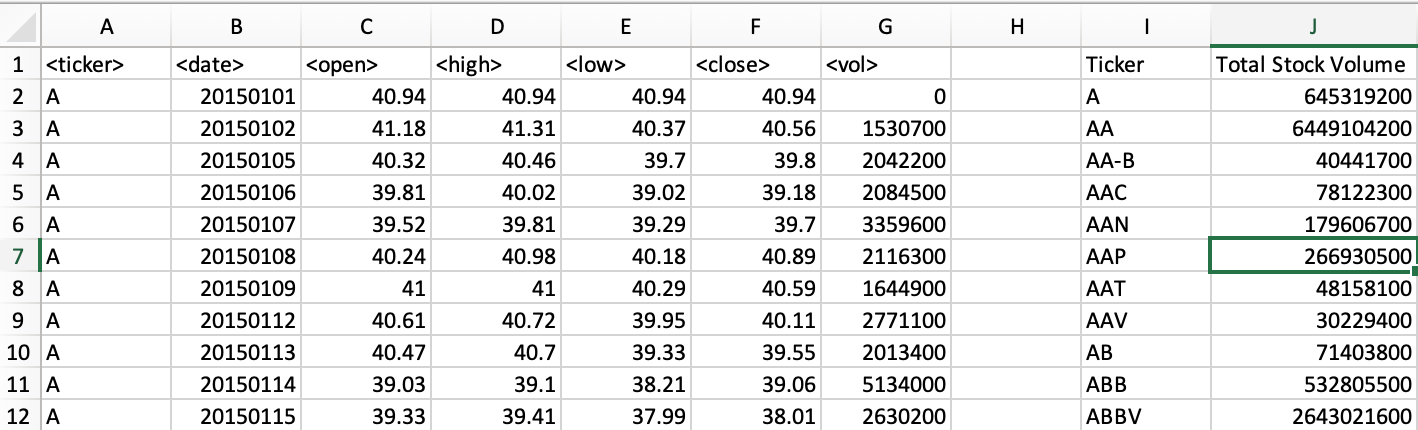 A B C D E F G H I J
1 <ticker> <date> <open> <high> <low> <close> <vol> Ticker Total Stock Volume
2 A 20150101 40.94 40.94 40.94 40.94 0 A 645319200
3 A 20150102 41.18 41.31 40.37 40.56 1530700 AA 6449104200
4 A 20150105 40.32 40.46 39.7 39.8 2042200 AA-B 40441700
5 A 20150106 39.81 40.02 39.02 39.18 2084500 AAC 78122300
6 A 20150107 39.52 39.81 39.29 39.7 3359600 AAN 179606700
7 A 20150108 40.24 40.98 40.18 40.89 2116300 AAP 266930500
8 A 20150109 41 41 40.29 40.59 1644900 AAT 48158100
9 A 20150112 40.61 40.72 39.95 40.11 2771100 AAV 30229400
10 A 20150113 40.47 40.7 39.33 39.55 2013400 AB 71403800
11 A 20150114 39.03 39.1 38.21 39.06 5134000 ABB 532805500
12 A 20150115 39.33 39.41 37.99 38.01 2630200 ABBV 2643021600